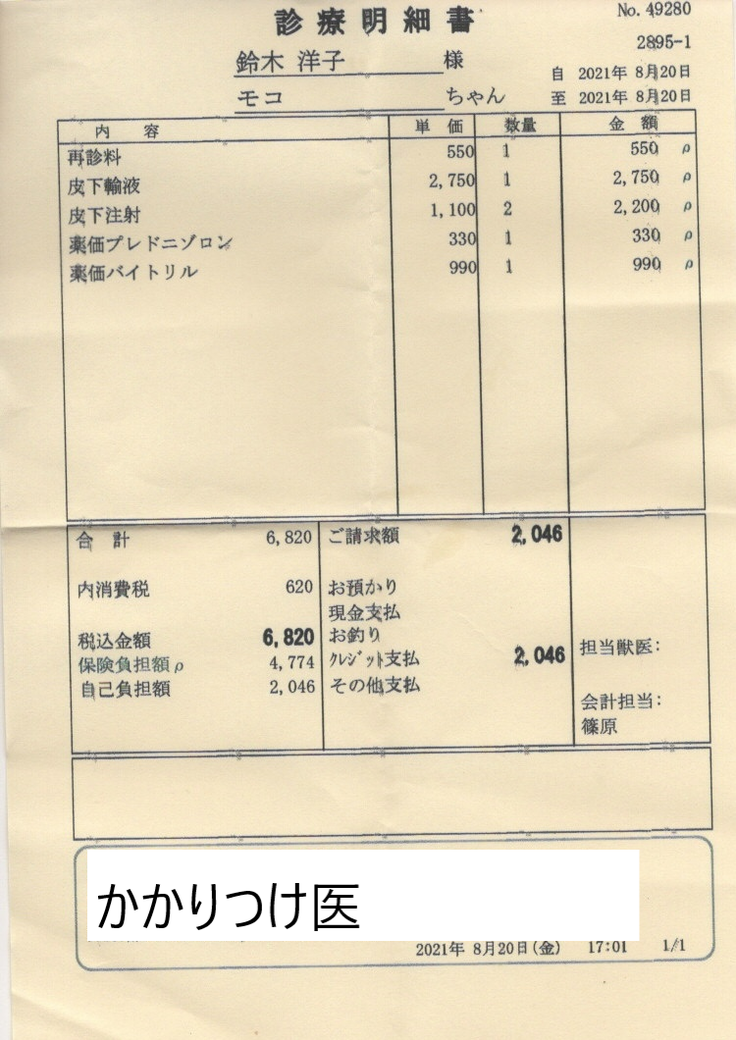 診療明細書
No. 49280
2895-1
鈴木 洋子 様
自 2021年 8月20日
モコ ちゃん
至 2021年 8月20日
内 容 単 価 数量 金 額
再診料 550 1 550 ρ
皮下輸液 2,750 1 2,750 ρ
皮下注射 1,100 2 2,200 ρ
薬価プレドニゾロン 330 1 330 ρ
薬価バイトリル 990 1 990 ρ
合 計 6,820 ご請求額 2,046
内消費税 620 お預かり
現金支払
税込金額 6,820 お釣り
保険負担額ρ 4,774 クレジット支払 2,046 担当獣医:
自己負担額 2,046 その他支払
会計担当:
篠原
かかりつけ医
2021年 8月20日(金) 17:01 1/1